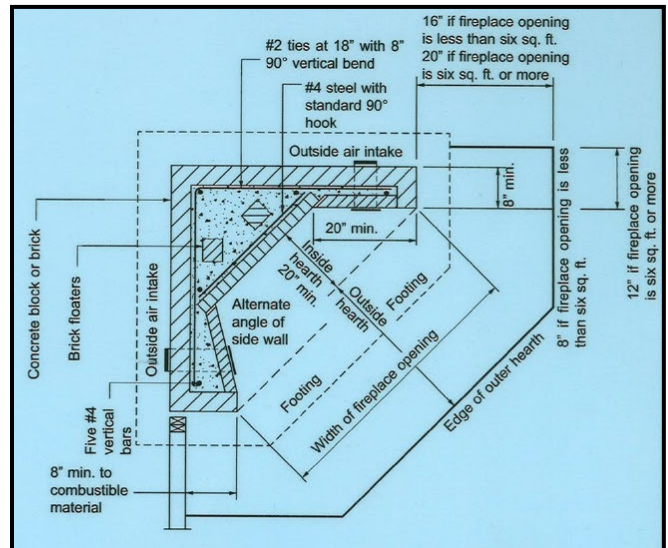 16” if fireplace opening
is less than six sq. ft.
20” if fireplace opening
is six sq. ft. or more
#2 ties at 18” with 8”
90° vertical bend
#4 steel with
standard 90°
hook
Outside air intake
8” min.
20” min.
8” if fireplace opening is less
than six sq. ft.
12” if fireplace opening
is six sq. ft. or more
Concrete block or brick
Brick floaters
Outside air intake
Inside
hearth
20” min.
Outside
hearth
Alternate
angle of
side wall
Footing
Footing
Width of fireplace opening
Edge of outer hearth
Five #4
vertical
bars
8” min. to
combustible
material